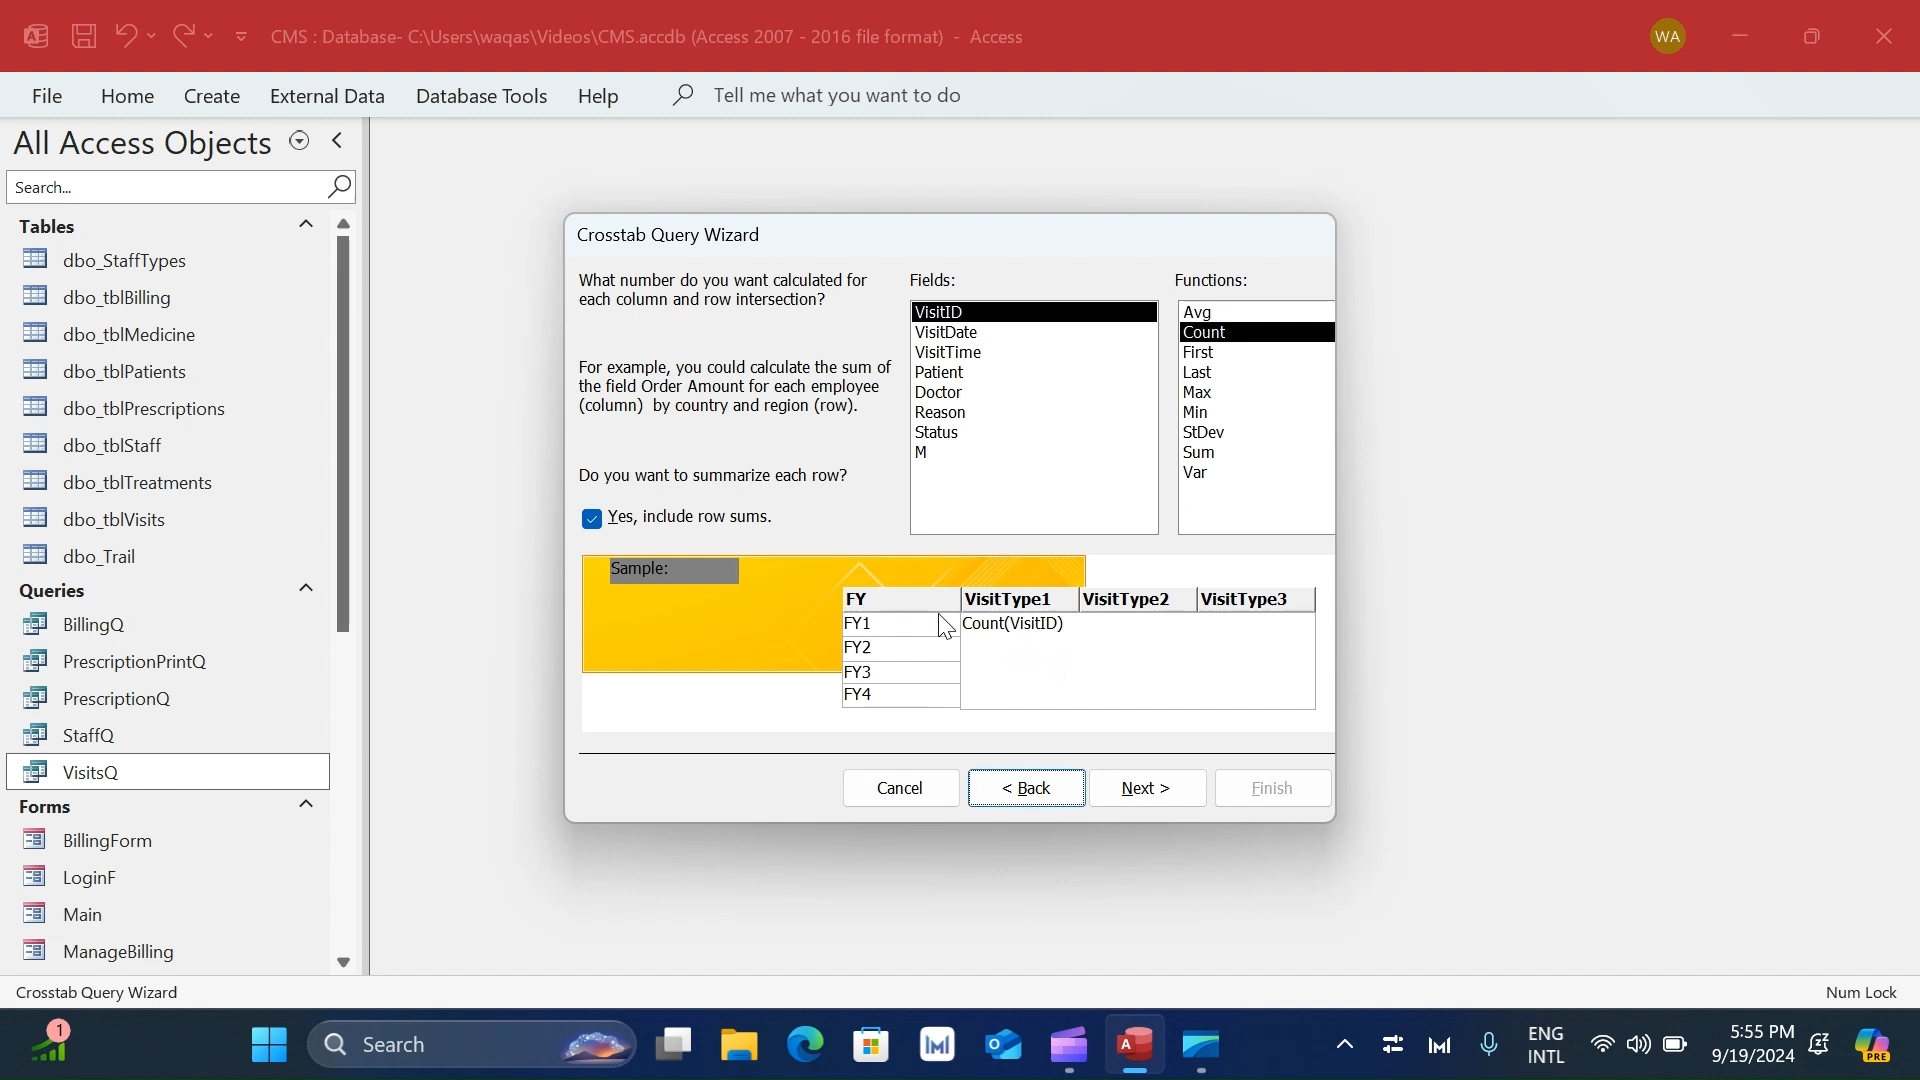 CMS : Database- C:\Users\waqas\Videos\CMS.accdb (Access 2007 - 2016 file format) - Access
WA
File Home Create External Data Database Tools Help Tell me what you want to do
All Access Objects
Search...
Tables
dbo_StaffTypes
dbo_tblBilling
dbo_tblMedicine
dbo_tblPatients
dbo_tblPrescriptions
dbo_tblStaff
dbo_tblTreatments
dbo_tblVisits
dbo_Trail
Queries
BillingQ
PrescriptionPrintQ
PrescriptionQ
StaffQ
VisitsQ
Forms
BillingForm
LoginF
Main
ManageBilling
Crosstab Query Wizard
What number do you want calculated for
each column and row intersection?
For example, you could calculate the sum of
the field Order Amount for each employee
(column) by country and region (row).
Do you want to summarize each row?
Yes, include row sums.
Fields:
VisitID
VisitDate
VisitTime
Patient
Doctor
Reason
Status
M
Functions:
Avg
Count
First
Last
Max
Min
StDev
Sum
Var
Sample:
FY VisitType1 VisitType2 VisitType3
FY1 Count(VisitID)
FY2
FY3
FY4
Cancel < Back Next > Finish
Crosstab Query Wizard
Num Lock
1
Search
A
ENG
INTL
5:55 PM
9/19/2024
PRE